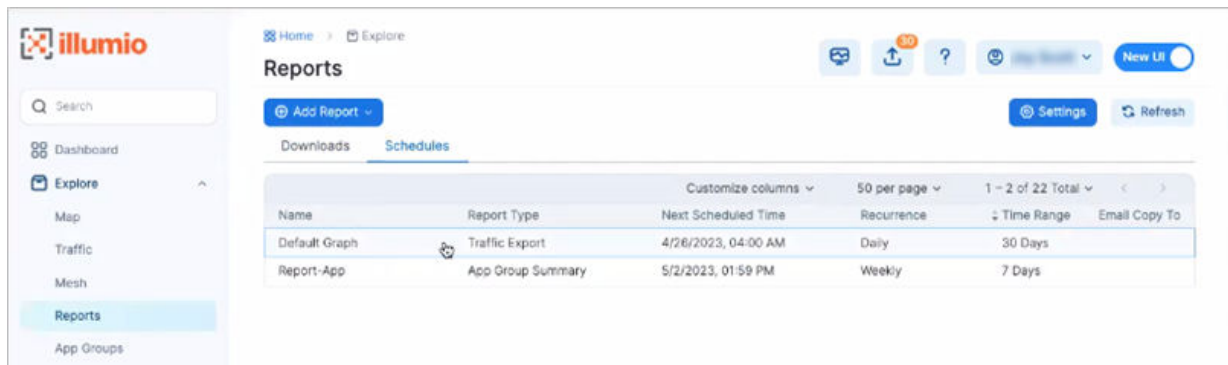 illumio
Search
Dashboard
Explore
Map
Traffic
Mesh
Reports
App Groups
Home > Explore
Reports
30
?
New UI
Add Report
Settings
Refresh
Downloads Schedules
Customize columns 50 per page 1 – 2 of 22 Total < >
Name Report Type Next Scheduled Time Recurrence Time Range Email Copy To
Default Graph Traffic Export 4/26/2023, 04:00 AM Daily 30 Days
Report-App App Group Summary 5/2/2023, 01:59 PM Weekly 7 Days